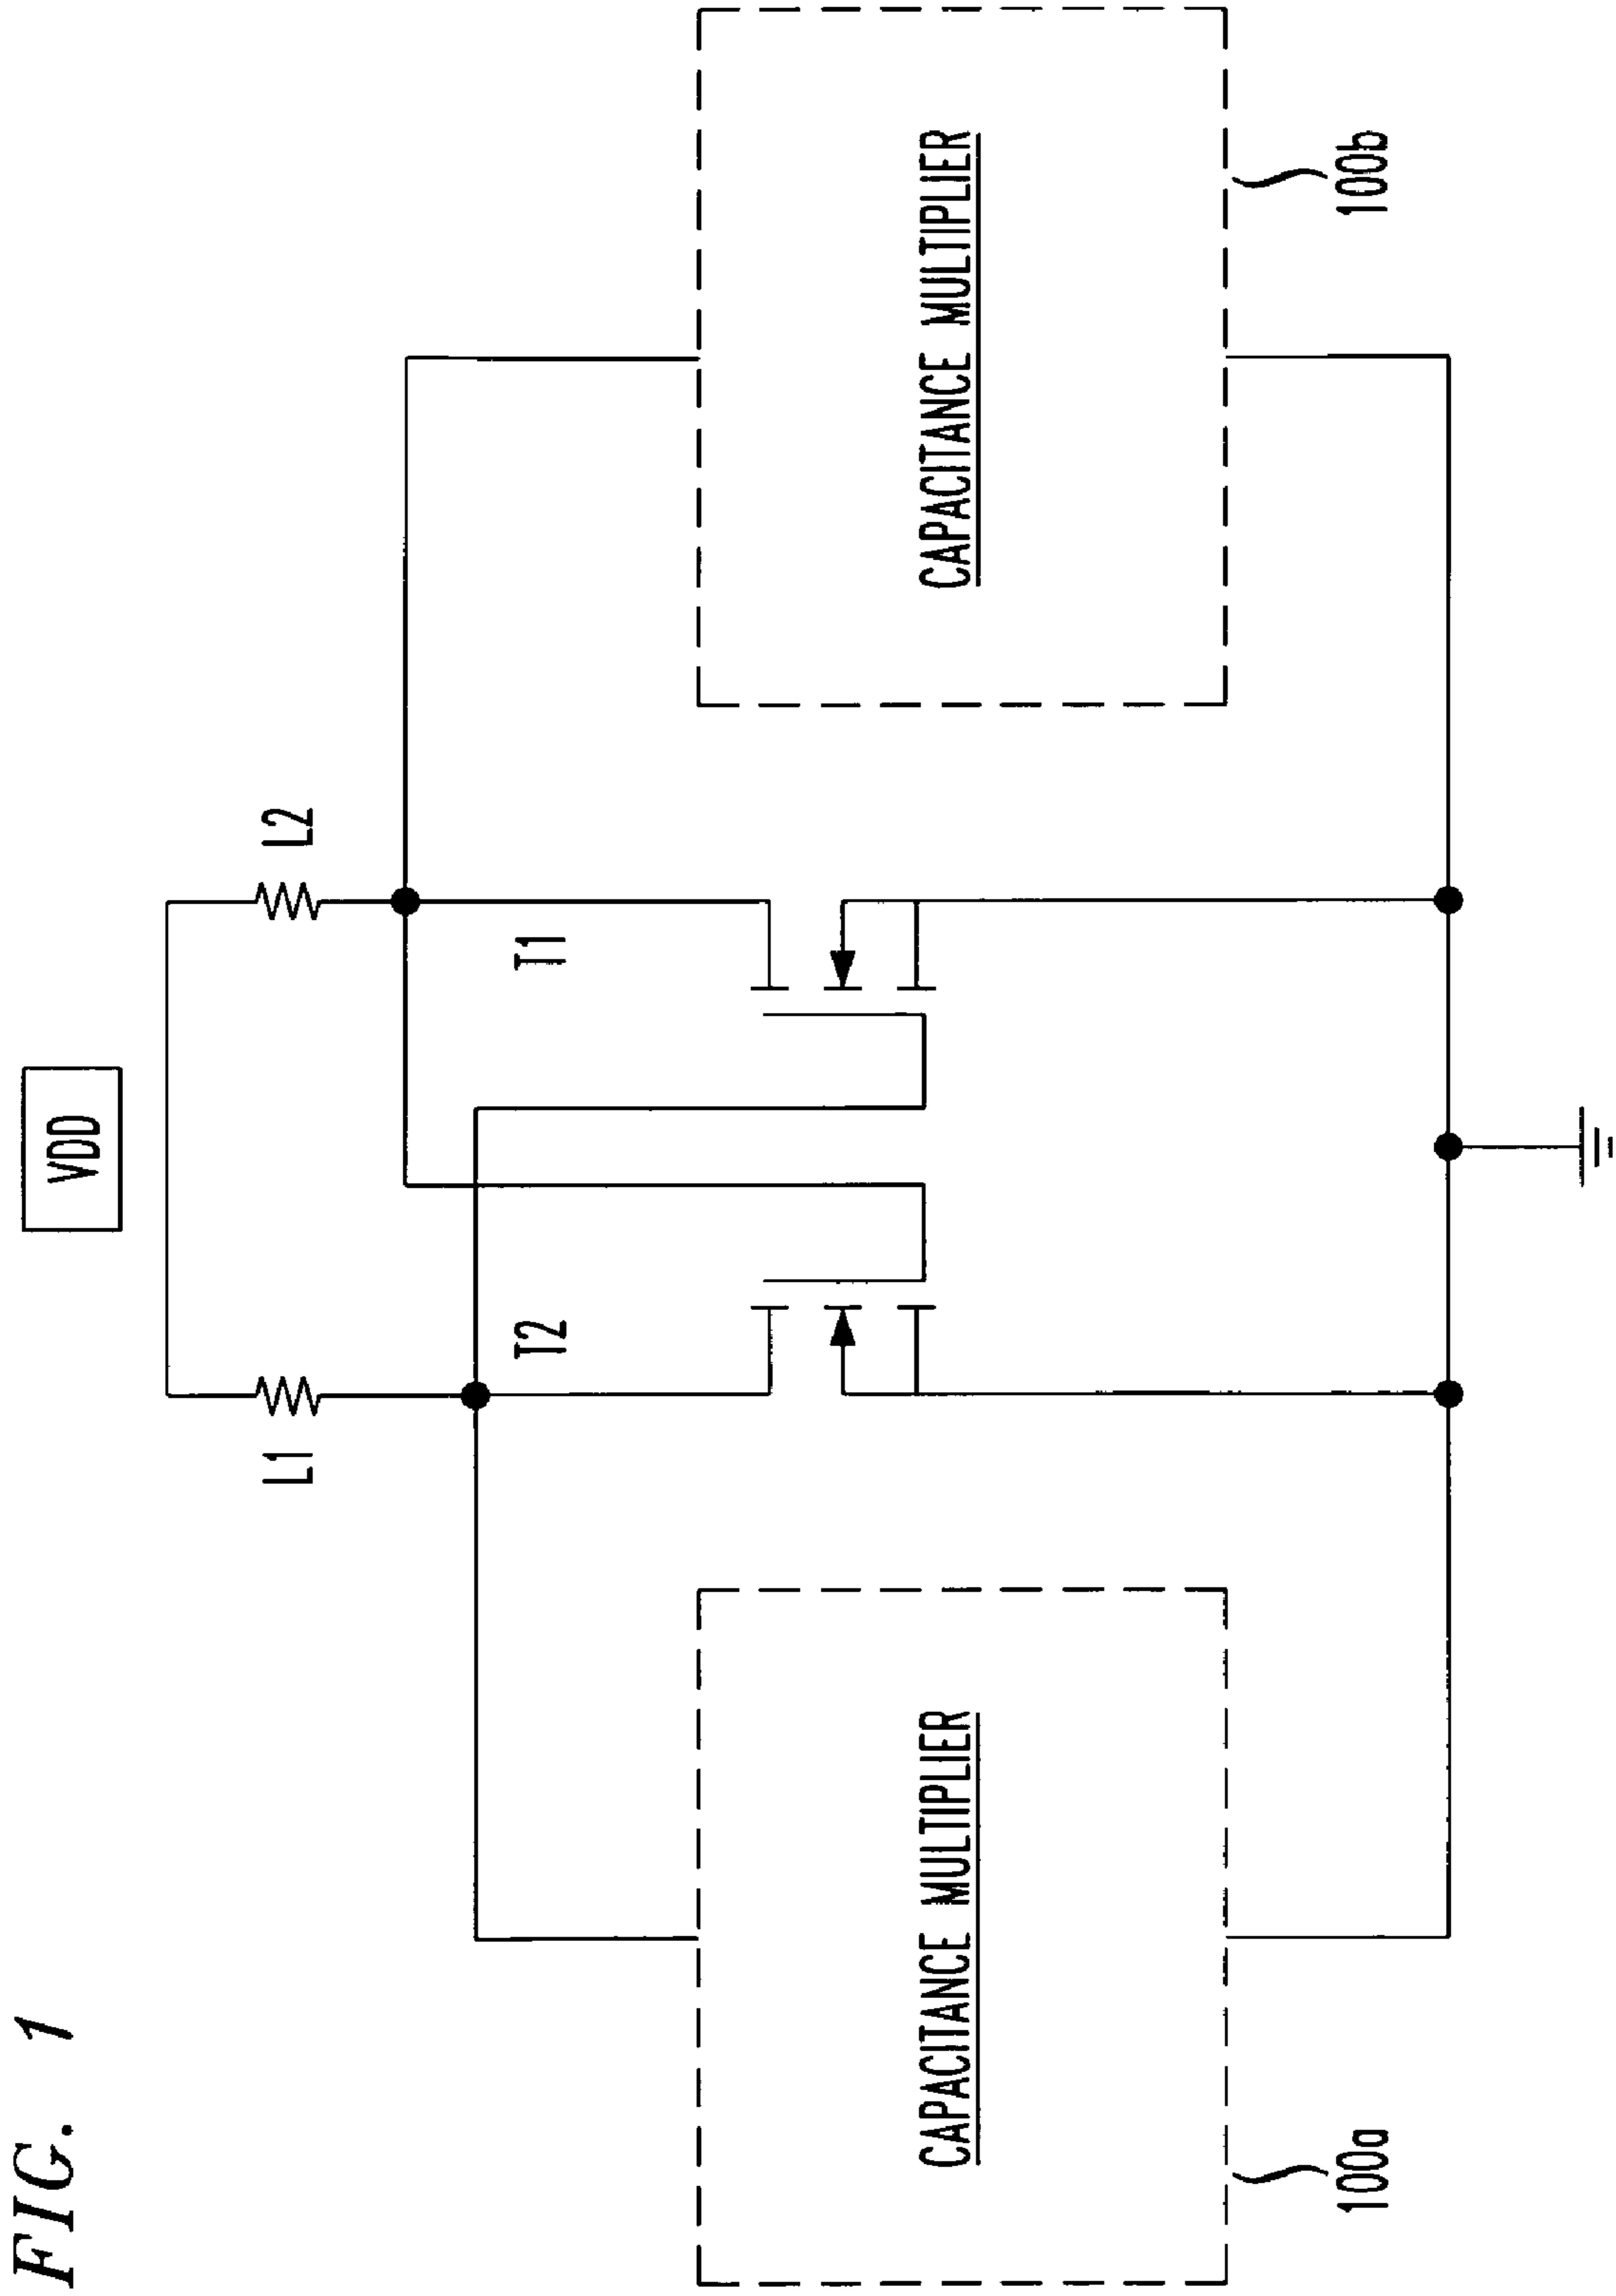 FIG. 1
VDD
L1
L2
T2
T1
CAPACITANCE MULTIPLIER
CAPACITANCE MULTIPLIER
100a
100b